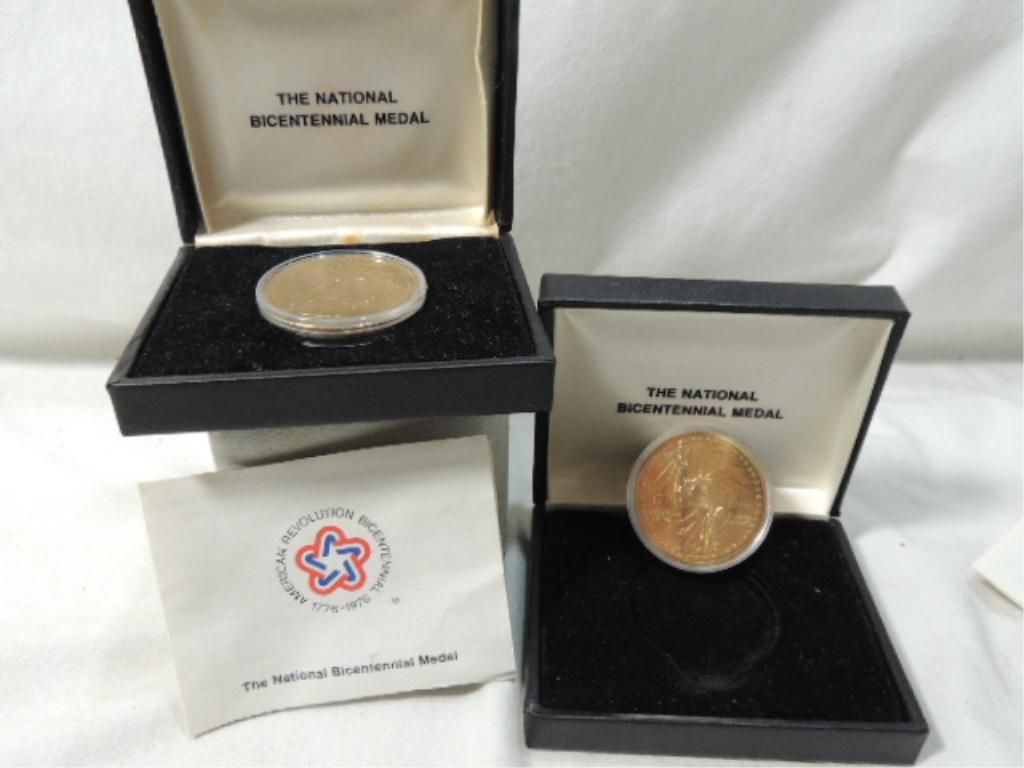 THE NATIONAL
BICENTENNIAL MEDAL
THE NATIONAL
BICENTENNIAL MEDAL
AMERICAN REVOLUTION BICENTENNIAL
1776-1976
The National Bicentennial Medal